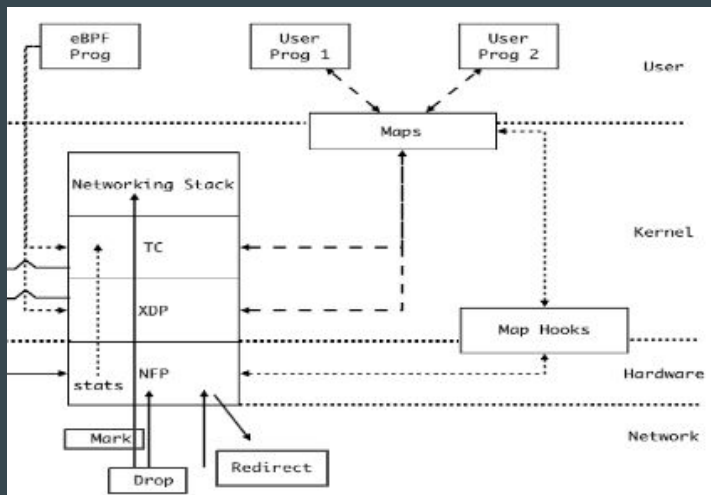 eBPF
Prog
User
Prog 1
User
Prog 2
User
Maps
Networking Stack
TC
Kernel
XDP
Map Hooks
NFP
stats
Hardware
Mark
Network
Redirect
Drop